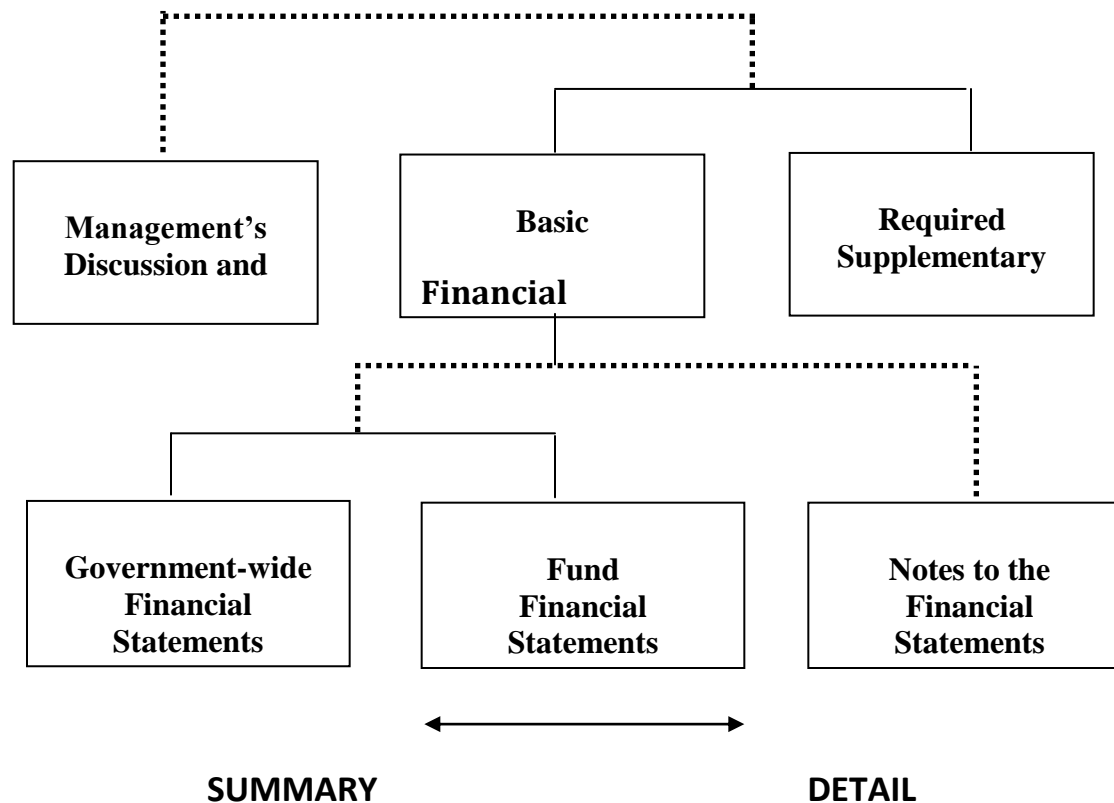 Management’s
Discussion and
Basic
Financial
Required
Supplementary
Government-wide
Financial
Statements
Fund
Financial
Statements
Notes to the
Financial
Statements
SUMMARY
DETAIL